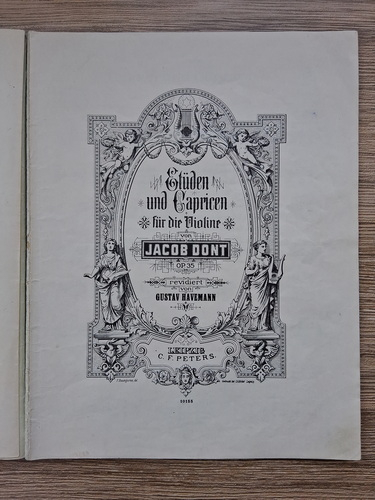 Etüden
und Capricen
für die Violine
von
JACOB DONT
OP. 35
revidiert
von
GUSTAV HAVEMANN
LEIPZIG
C. F. PETERS.